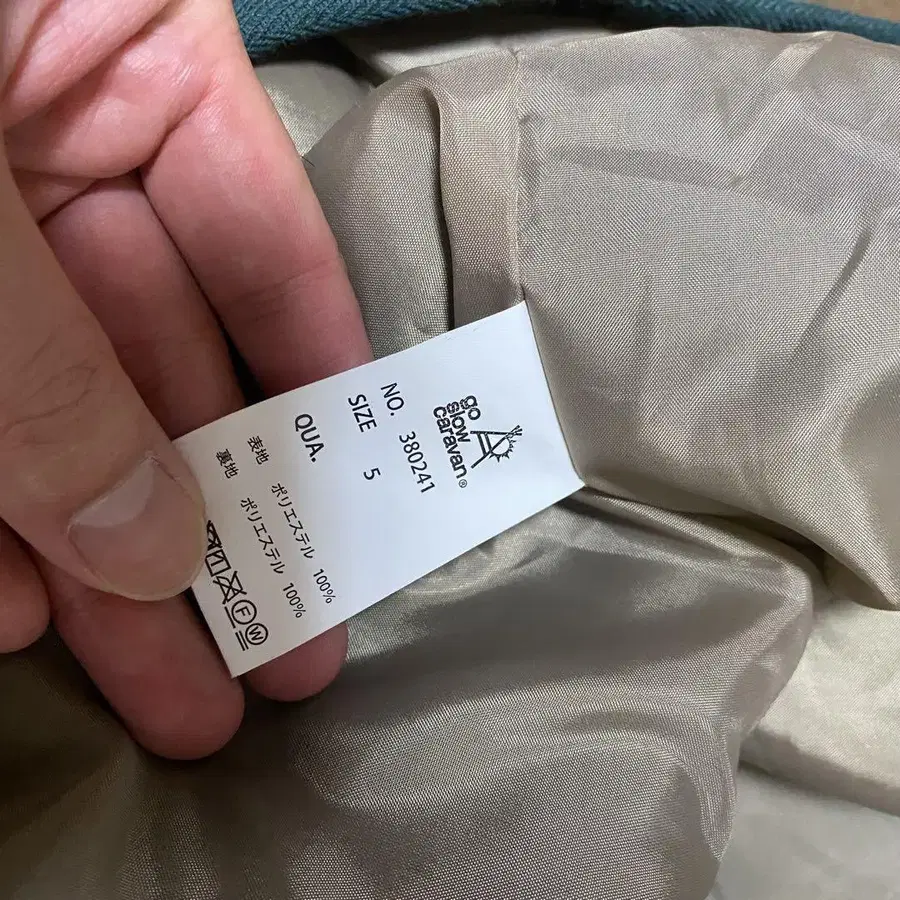 go
slow
caravan®
NO. 380241
SIZE 5
QUA.
表地 ポリエステル 100%
裏地 ポリエステル 100%
F W